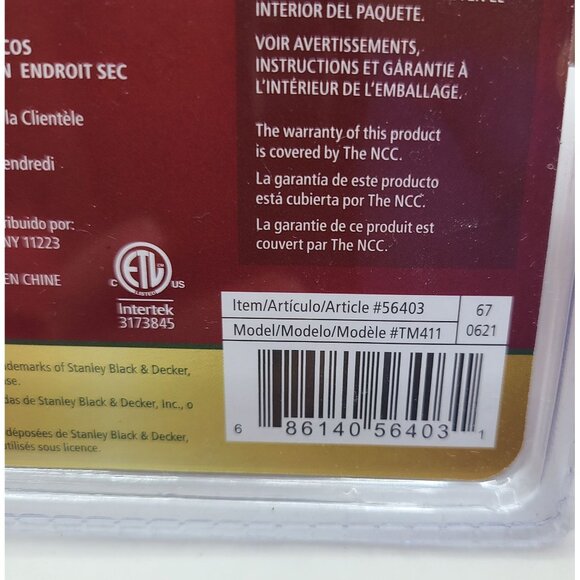 INTERIOR DEL PAQUETE.
VOIR AVERTISSEMENTS,
INSTRUCTIONS ET GÁRANTIE À
L'INTÉRIEUR DE L'EMBALLAGE.
The warranty of this product
is covered by The NCC.
La garantía de este producto
está cubierta por The NCC.
La garantie de ce produit est
couvert par The NCC.
COS
N ENDROIT SEC
la Clientèle
endredi
ribuido por:
NY 11223
EN CHINE
ETL
CM
LISTED
C US
Intertek
3173845
Item/Artículo/Article #56403 67
Model/Modelo/Modèle #TM411 0621
6 86140 56403 1
demarks of Stanley Black & Decker,
nse.
das de Stanley Black & Decker, Inc., o
déposées de Stanley Black & Decker,
utilisés sous licence.